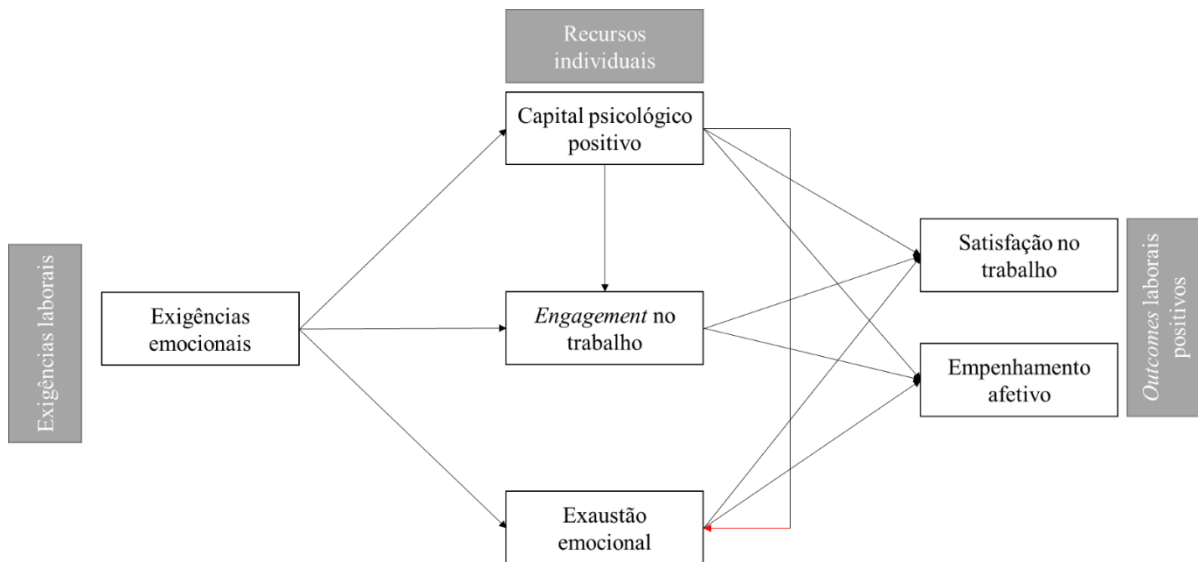 Recursos
individuais
Capital psicológico
positivo
Exigências laborais
Exigências
emocionais
Engagement no
trabalho
Exaustão
emocional
Satisfação no
trabalho
Empenhamento
afetivo
Outcomes laborais
positivos